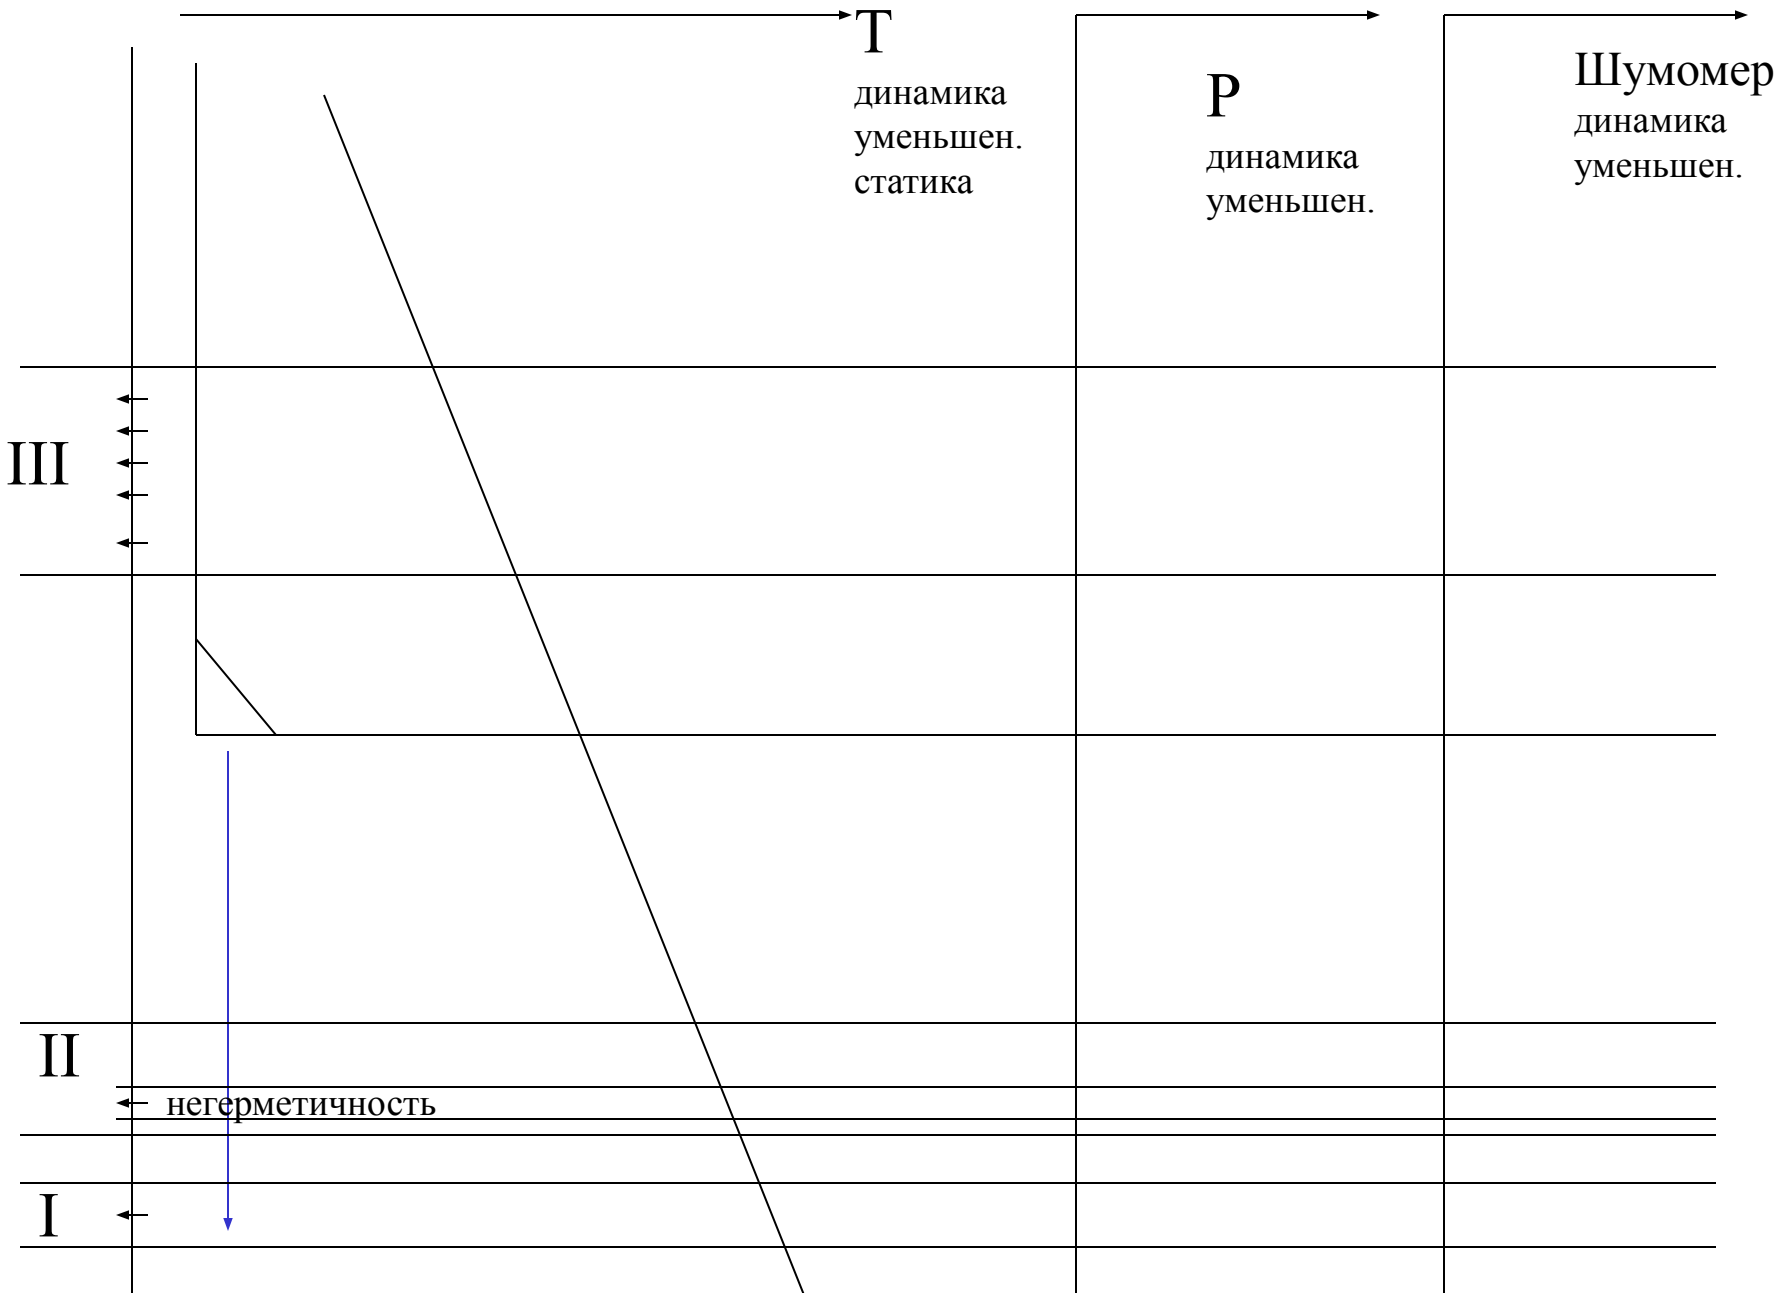 Т
динамика
уменьшен.
статика
Р
динамика
уменьшен.
Шумомер
динамика
уменьшен.
III
II
негерметичность
I